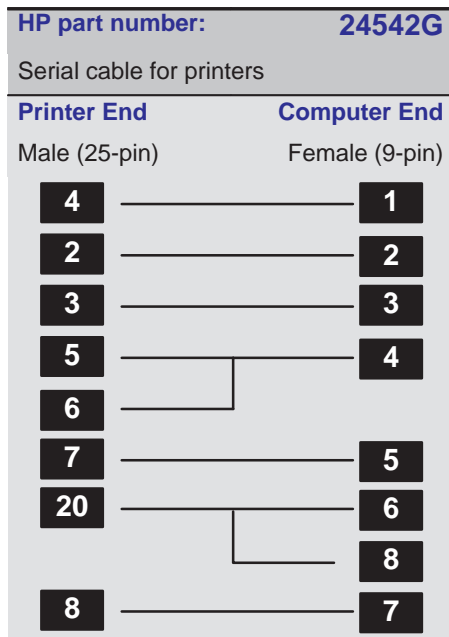 HP part number: 24542G
Serial cable for printers
Printer End Computer End
Male (25-pin) Female (9-pin)
4 1
2 2
3 3
5 4
6
7 5
20 6
8
8 7